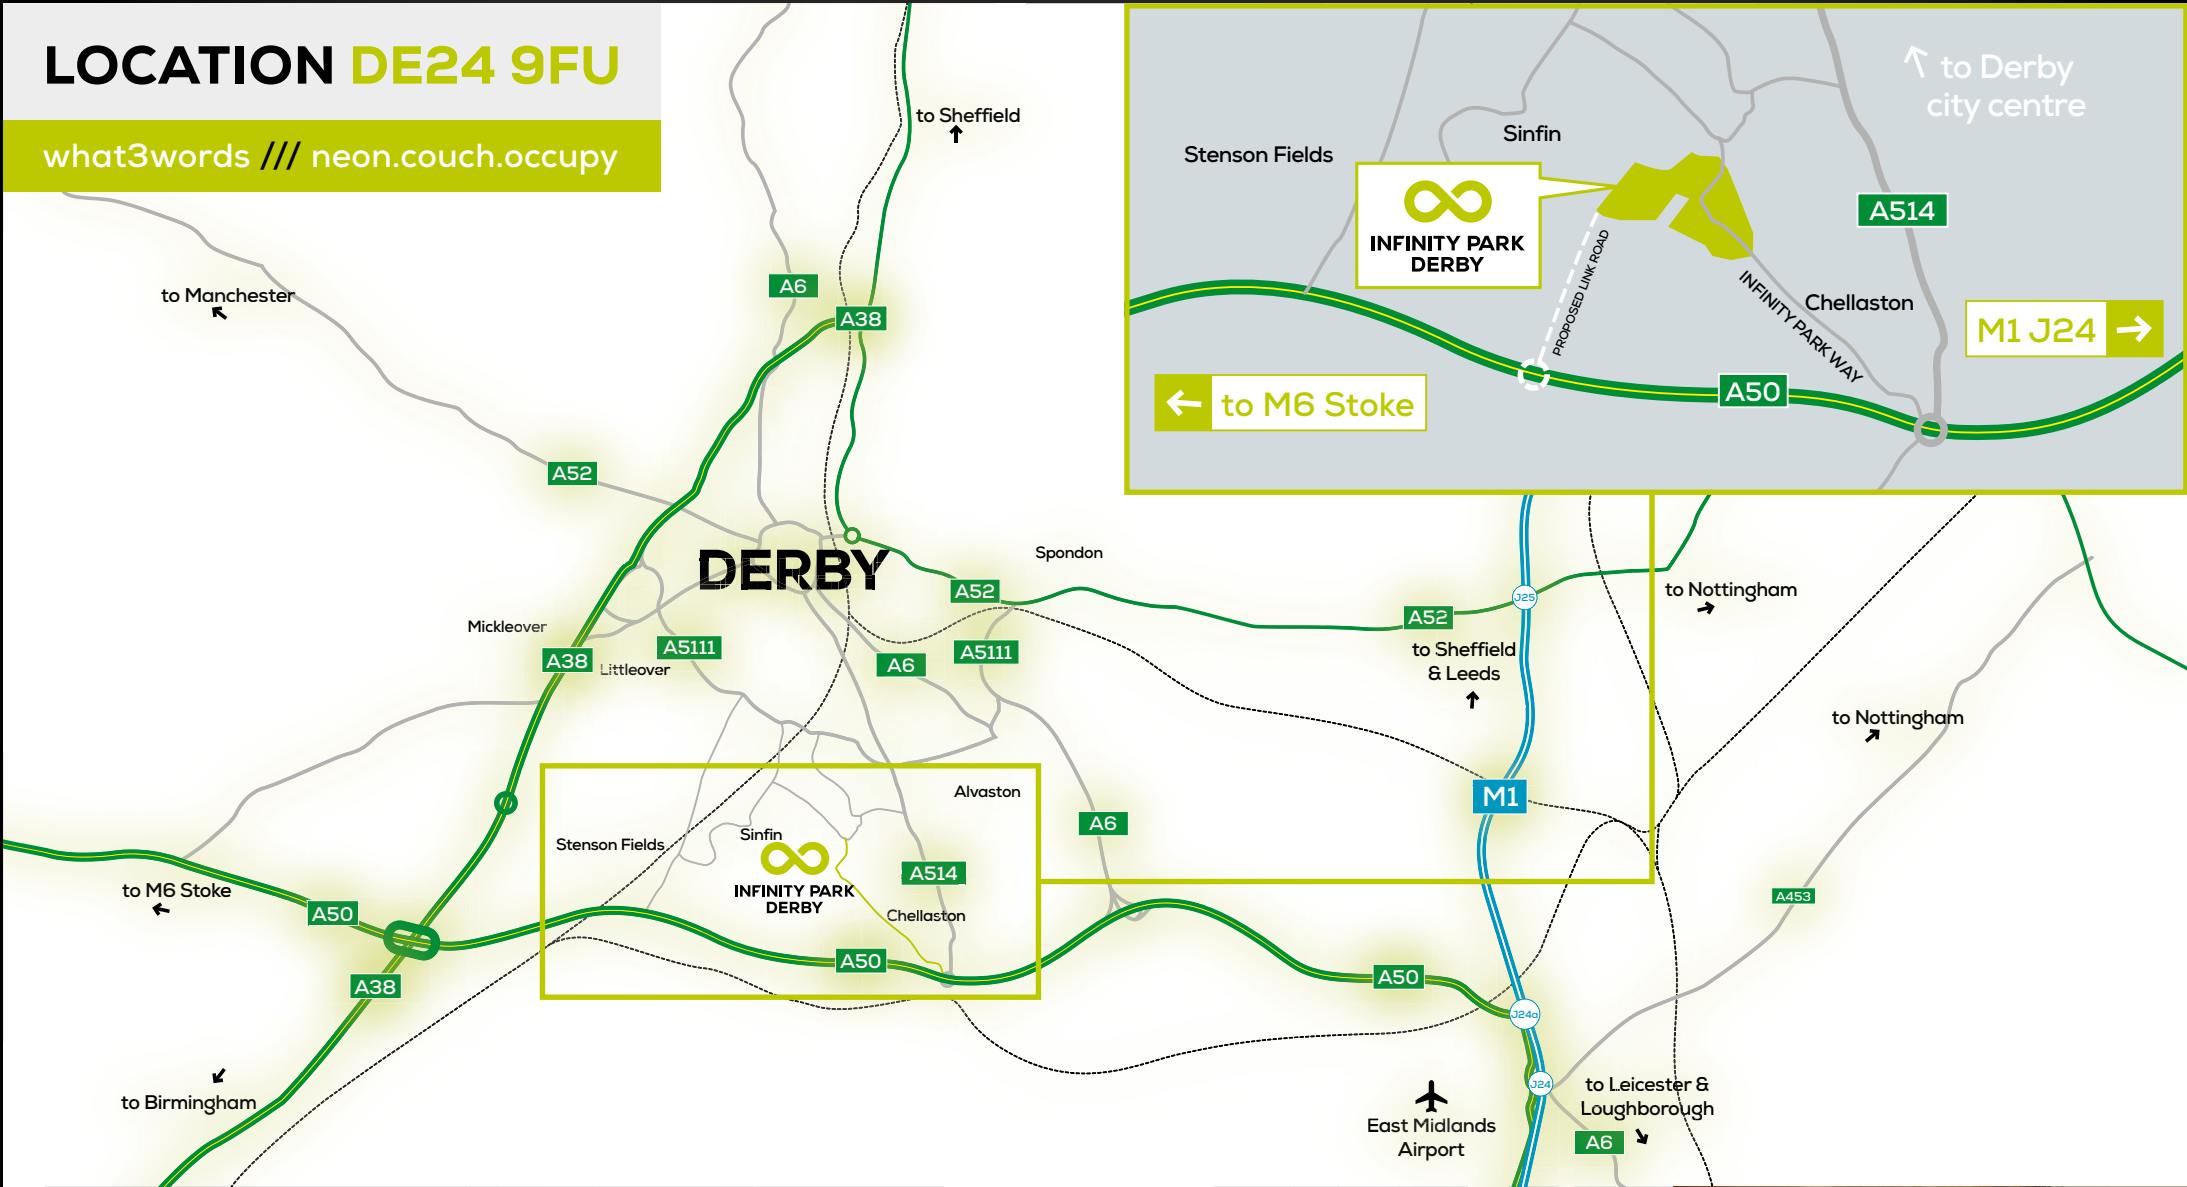 LOCATION DE24 9FU
what3words /// neon.couch.occupy
to Sheffield
to Manchester
A6
A38
A52
DERBY
Spondon
A52
A52
J25
to Nottingham
Mickleover
A38
Littleover
A5111
A6
A5111
to Sheffield
& Leeds
to Nottingham
M1
Alvaston
A6
Stenson Fields
Sinfin
INFINITY PARK
DERBY
A514
Chellaston
A453
to M6 Stoke
A50
A50
A50
A38
J24a
J24
to Birmingham
East Midlands
Airport
to Leicester &
Loughborough
A6
to Derby
city centre
Stenson Fields
Sinfin
INFINITY PARK
DERBY
A514
PROPOSED LINK ROAD
INFINITY PARK WAY
Chellaston
M1 J24
A50
to M6 Stoke